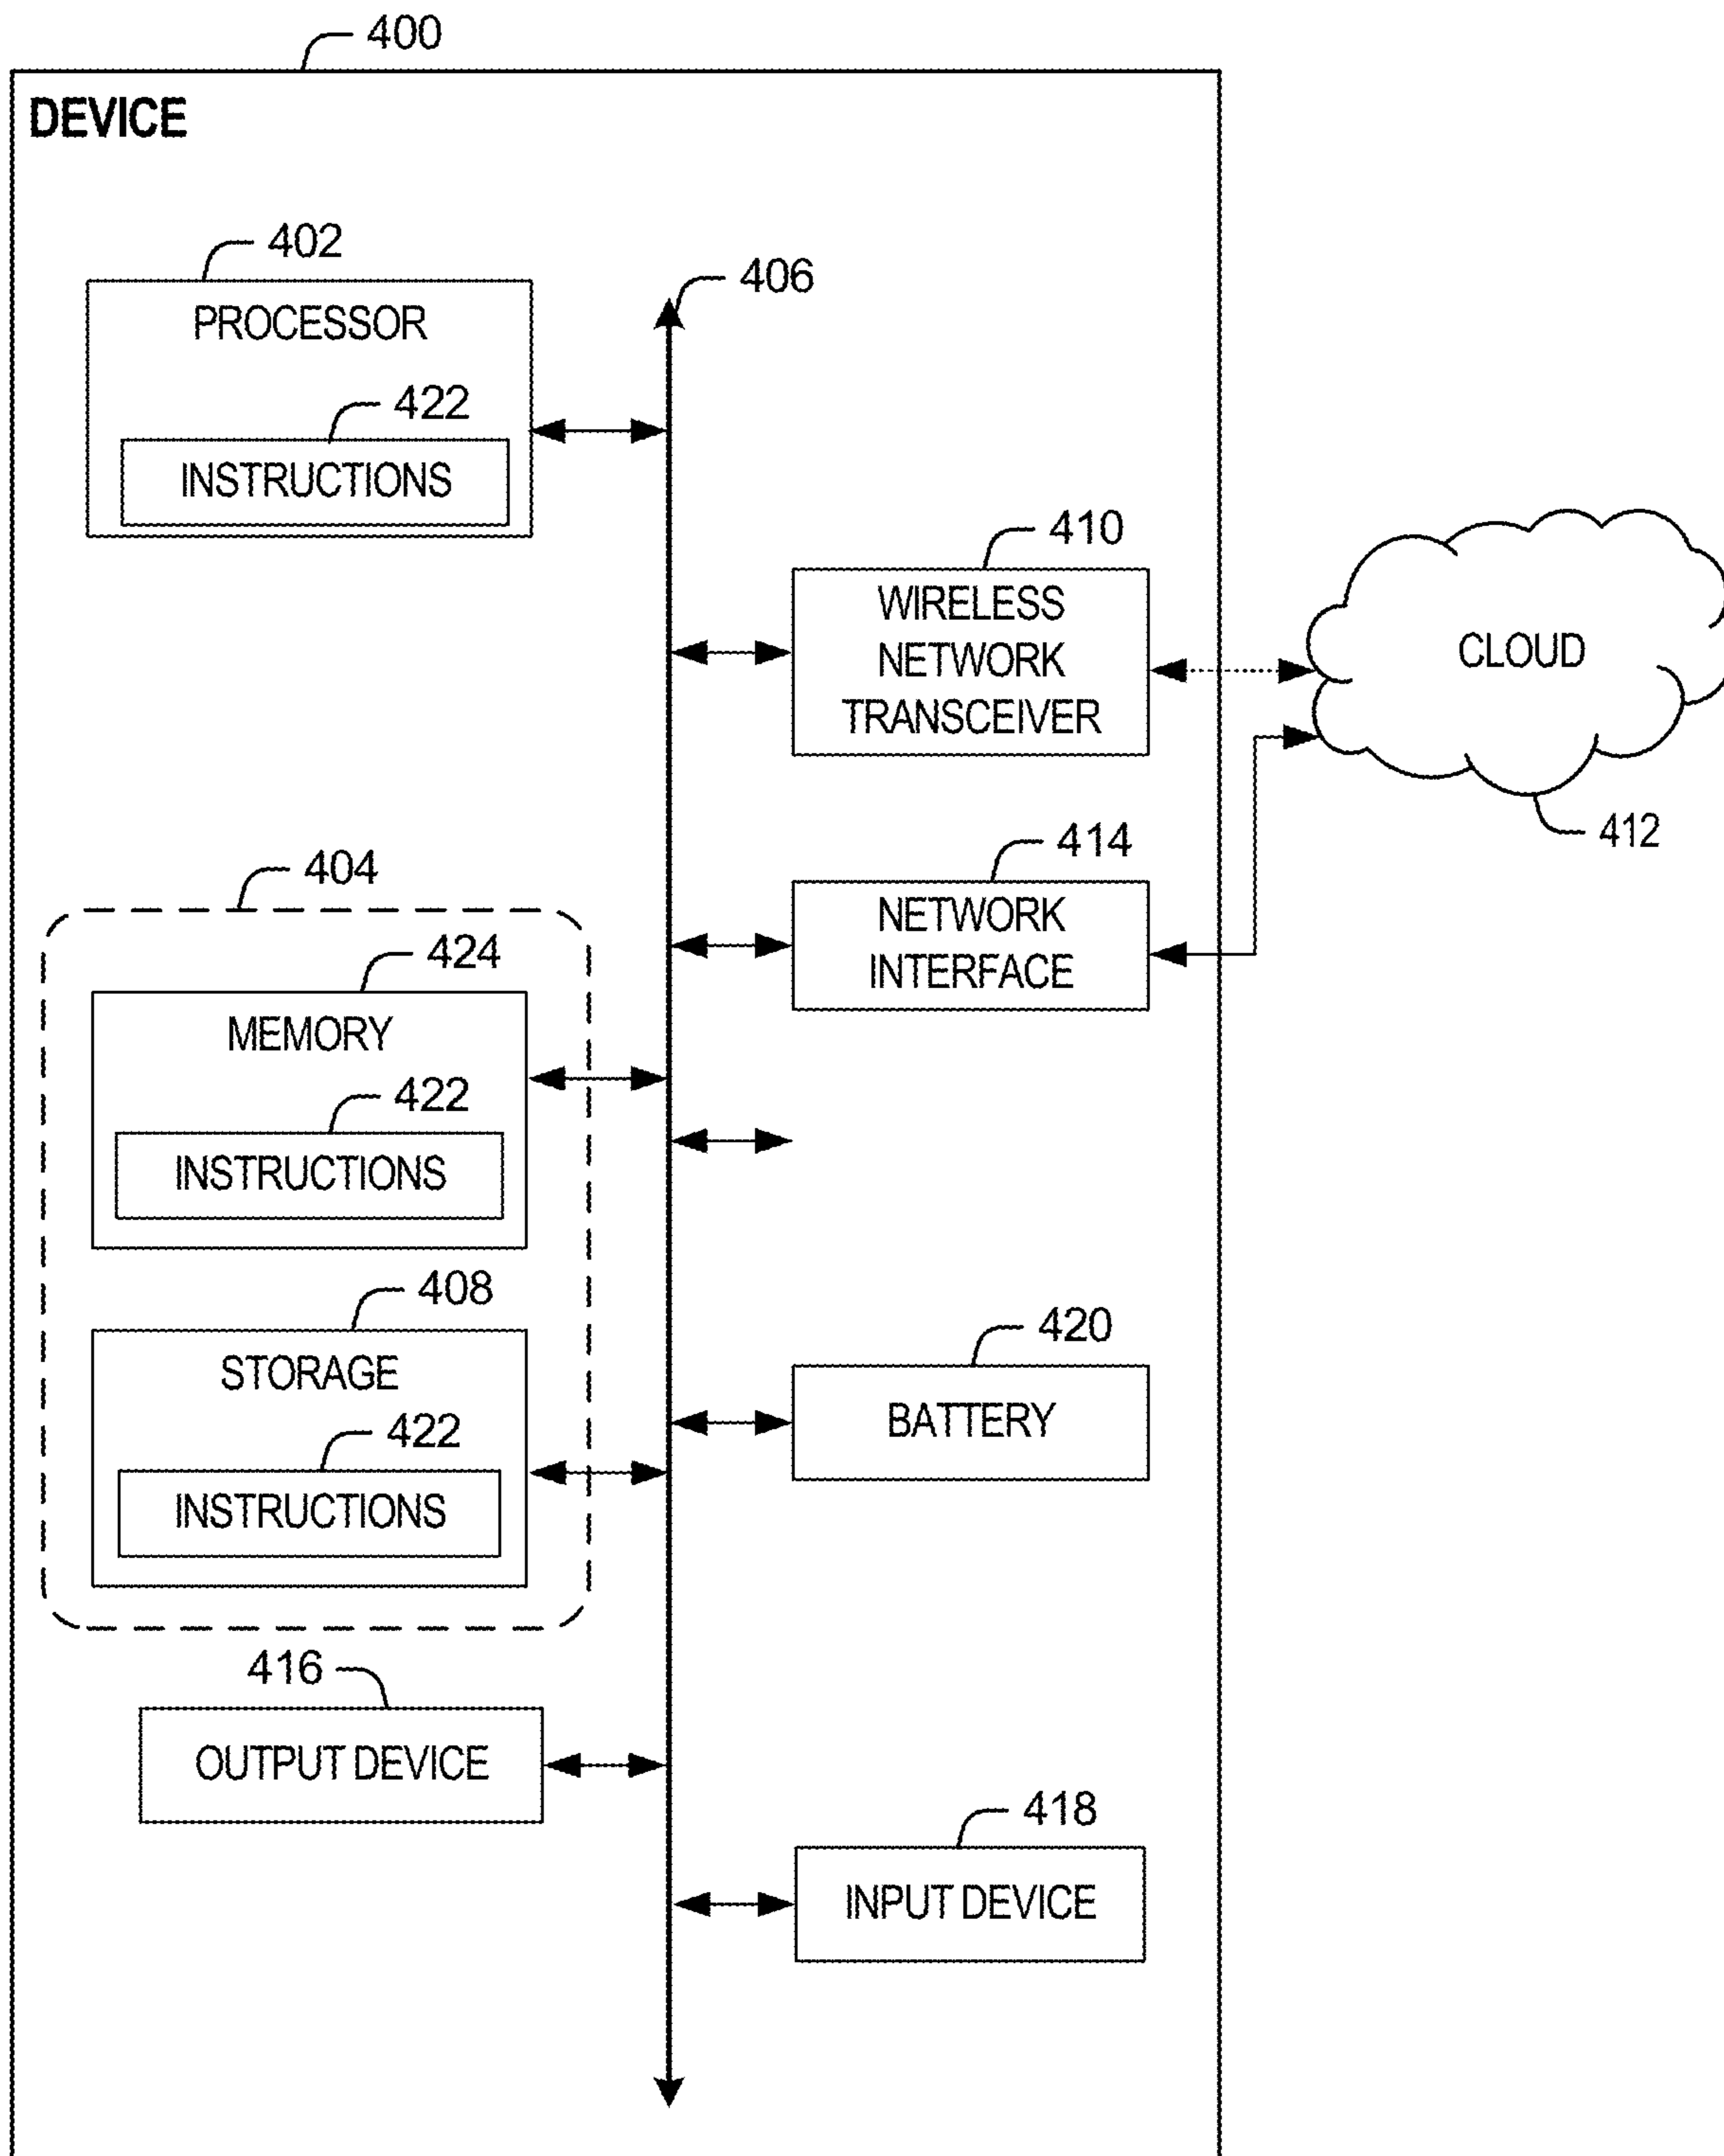 400
DEVICE
402
PROCESSOR
422
INSTRUCTIONS
406
410
WIRELESS
NETWORK
TRANSCEIVER
CLOUD
412
414
NETWORK
INTERFACE
404
424
MEMORY
422
INSTRUCTIONS
408
STORAGE
422
INSTRUCTIONS
420
BATTERY
416
OUTPUT DEVICE
418
INPUT DEVICE